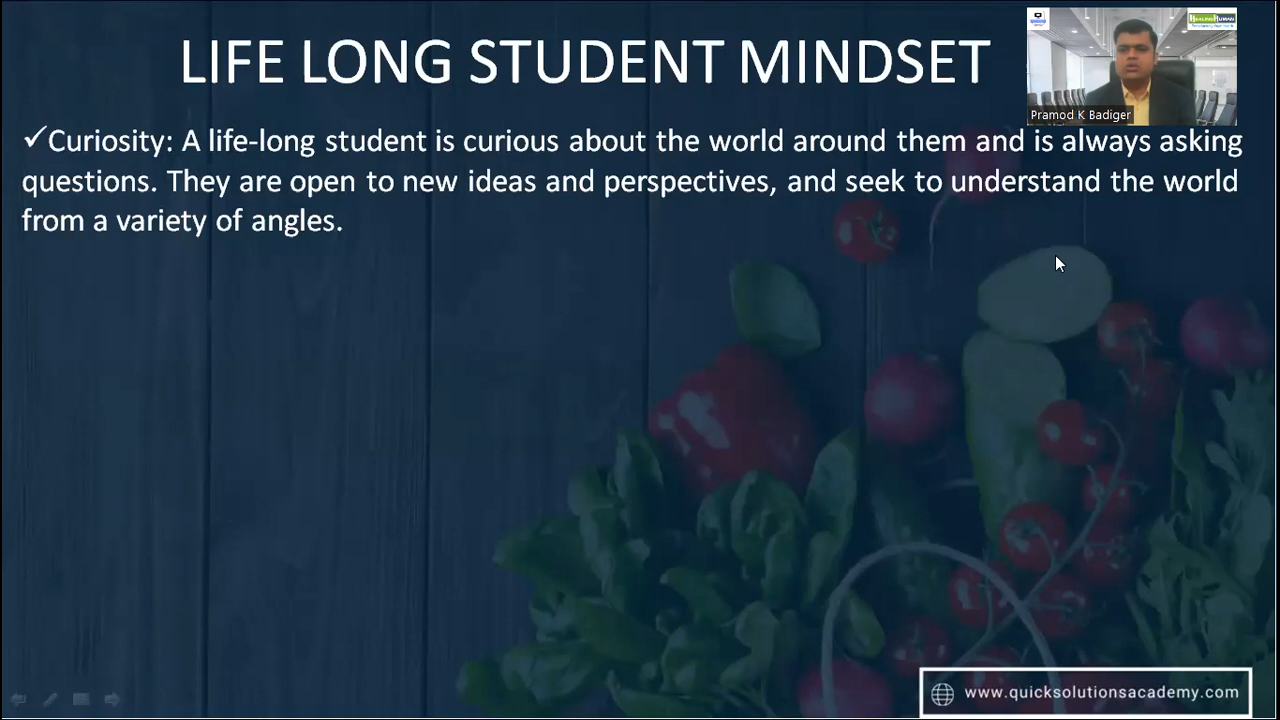 LIFE LONG STUDENT MINDSET
HEALING HUMAN
Pramod K Badiger
✓Curiosity: A life-long student is curious about the world around them and is always asking
questions. They are open to new ideas and perspectives, and seek to understand the world
from a variety of angles.
www.quicksolutionsacademy.com